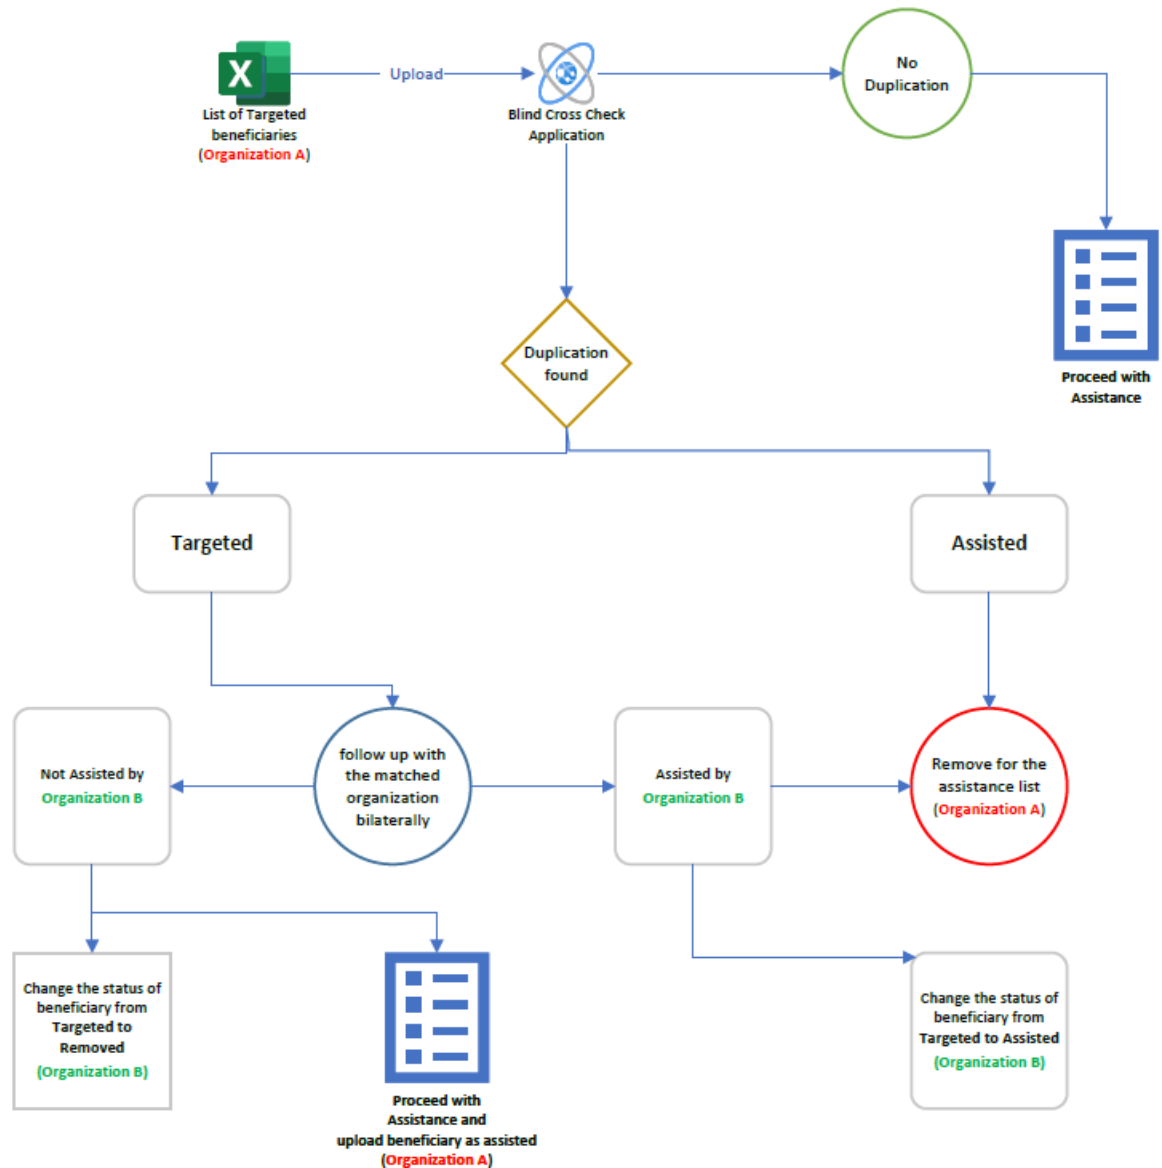 X
Upload
List of Targeted
beneficiaries
(Organization A)
Blind Cross Check
Application
No
Duplication
Proceed with
Assistance
Duplication
found
Targeted
Assisted
Not Assisted by
Organization B
follow up with
the matched
organization
bilaterally
Assisted by
Organization B
Remove for the
assistance list
(Organization A)
Change the status of
beneficiary from
Targeted to
Removed
(Organization B)
Proceed with
Assistance and
upload beneficiary as assisted
(Organization A)
Change the status of
beneficiary from
Targeted to Assisted
(Organization B)